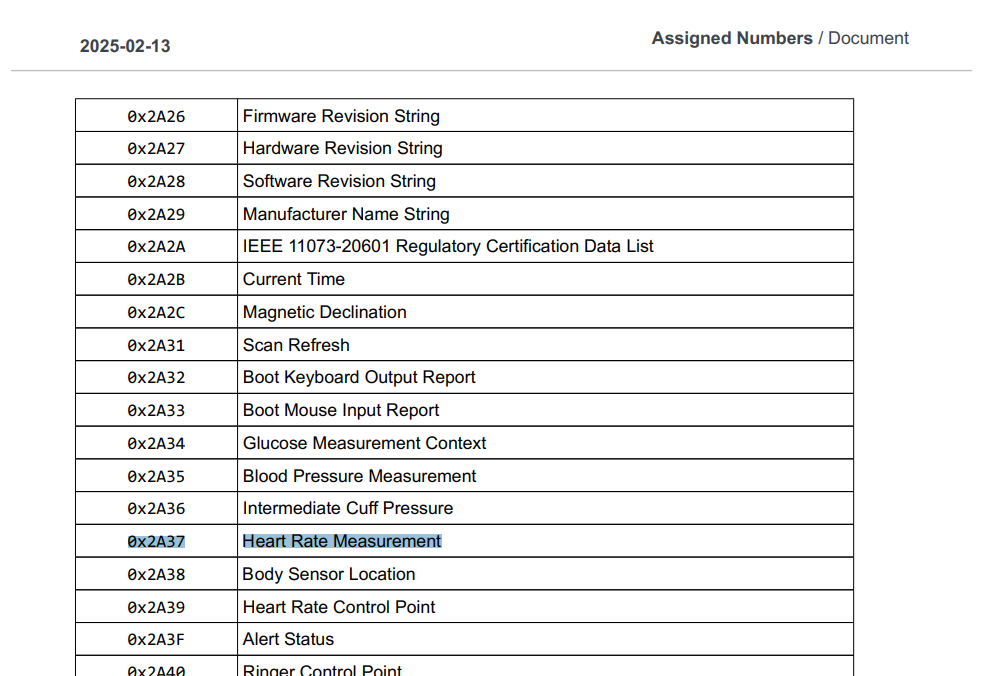 2025-02-13
Assigned Numbers / Document
0x2A26 Firmware Revision String
0x2A27 Hardware Revision String
0x2A28 Software Revision String
0x2A29 Manufacturer Name String
0x2A2A IEEE 11073-20601 Regulatory Certification Data List
0x2A2B Current Time
0x2A2C Magnetic Declination
0x2A31 Scan Refresh
0x2A32 Boot Keyboard Output Report
0x2A33 Boot Mouse Input Report
0x2A34 Glucose Measurement Context
0x2A35 Blood Pressure Measurement
0x2A36 Intermediate Cuff Pressure
0x2A37 Heart Rate Measurement
0x2A38 Body Sensor Location
0x2A39 Heart Rate Control Point
0x2A3F Alert Status
0x2A40 Ringer Control Point